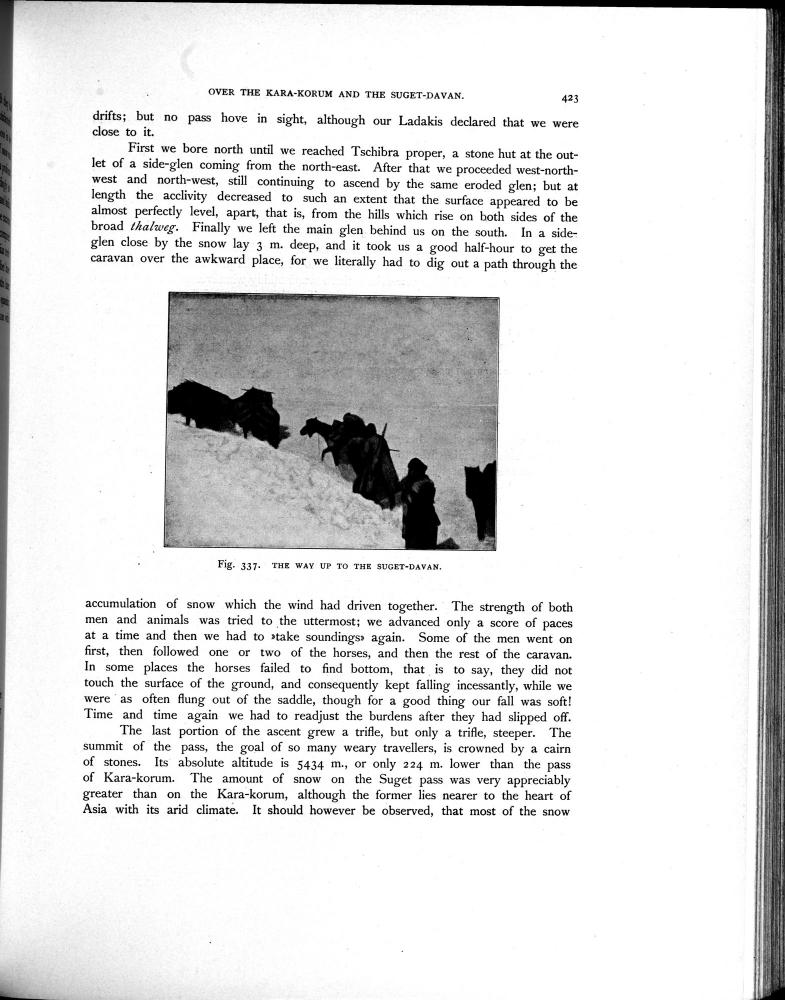 OVER THE KARA-KORUM AND THE SUGET-DAVAN.
423
drifts; but no pass hove in sight, although our Ladakis declared that we were
close to it.
First we bore north until we reached Tschibra proper, a stone hut at the out-
let of a side-glen coming from the north-east. After that we proceeded west-north-
west and north-west, still continuing to ascend by the same eroded glen; but at
length the acclivity decreased to such an extent that the surface appeared to be
almost perfectly level, apart, that is, from the hills which rise on both sides of the
broad thalweg. Finally we left the main glen behind us on the south. In a side-
glen close by the snow lay 3 m. deep, and it took us a good half-hour to get the
caravan over the awkward place, for we literally had to dig out a path through the
Fig. 337. THE WAY UP TO THE SUGET-DAVAN.
accumulation of snow which the wind had driven together. The strength of both
men and animals was tried to the uttermost; we advanced only a score of paces
at a time and then we had to »take soundings» again. Some of the men went on
first, then followed one or two of the horses, and then the rest of the caravan.
In some places the horses failed to find bottom, that is to say, they did not
touch the surface of the ground, and consequently kept falling incessantly, while we
were as often flung out of the saddle, though for a good thing our fall was soft!
Time and time again we had to readjust the burdens after they had slipped off.
The last portion of the ascent grew a trifle, but only a trifle, steeper. The
summit of the pass, the goal of so many weary travellers, is crowned by a cairn
of stones. Its absolute altitude is 5434 m., or only 224 m. lower than the pass
of Kara-korum. The amount of snow on the Suget pass was very appreciably
greater than on the Kara-korum, although the former lies nearer to the heart of
Asia with its arid climate. It should however be observed, that most of the snow